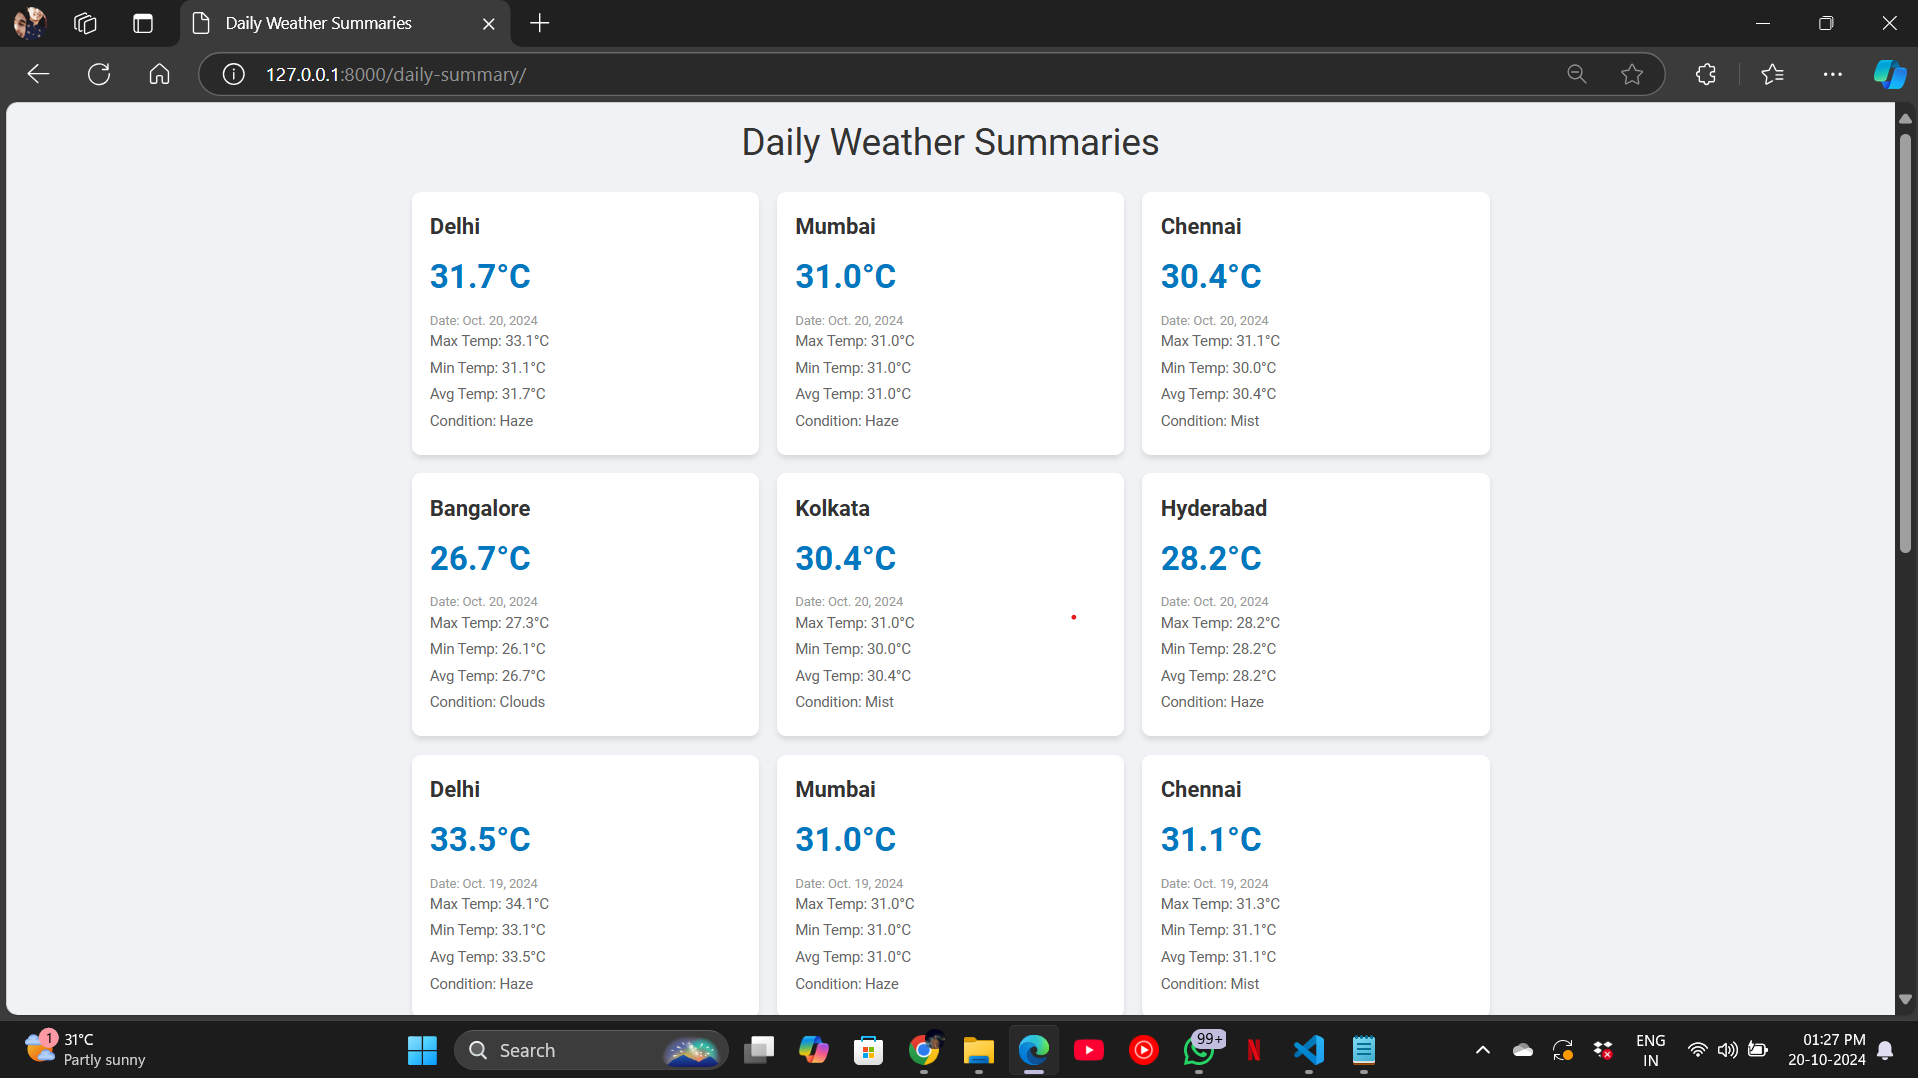 Daily Weather Summaries
127.0.0.1:8000/daily-summary/
Daily Weather Summaries
Delhi
31.7°C
Date: Oct. 20, 2024
Max Temp: 33.1°C
Min Temp: 31.1°C
Avg Temp: 31.7°C
Condition: Haze
Mumbai
31.0°C
Date: Oct. 20, 2024
Max Temp: 31.0°C
Min Temp: 31.0°C
Avg Temp: 31.0°C
Condition: Haze
Chennai
30.4°C
Date: Oct. 20, 2024
Max Temp: 31.1°C
Min Temp: 30.0°C
Avg Temp: 30.4°C
Condition: Mist
Bangalore
26.7°C
Date: Oct. 20, 2024
Max Temp: 27.3°C
Min Temp: 26.1°C
Avg Temp: 26.7°C
Condition: Clouds
Kolkata
30.4°C
Date: Oct. 20, 2024
Max Temp: 31.0°C
Min Temp: 30.0°C
Avg Temp: 30.4°C
Condition: Mist
Hyderabad
28.2°C
Date: Oct. 20, 2024
Max Temp: 28.2°C
Min Temp: 28.2°C
Avg Temp: 28.2°C
Condition: Haze
Delhi
33.5°C
Date: Oct. 19, 2024
Max Temp: 34.1°C
Min Temp: 33.1°C
Avg Temp: 33.5°C
Condition: Haze
Mumbai
31.0°C
Date: Oct. 19, 2024
Max Temp: 31.0°C
Min Temp: 31.0°C
Avg Temp: 31.0°C
Condition: Haze
Chennai
31.1°C
Date: Oct. 19, 2024
Max Temp: 31.3°C
Min Temp: 31.1°C
Avg Temp: 31.1°C
Condition: Mist
1
31°C
Partly sunny
Search
99+
N
ENG
IN
01:27 PM
20-10-2024